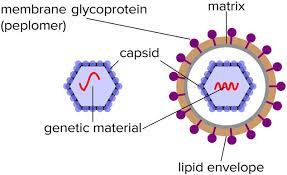 membrane glycoprotein
(peplomer)
matrix
capsid
genetic material
lipid envelope